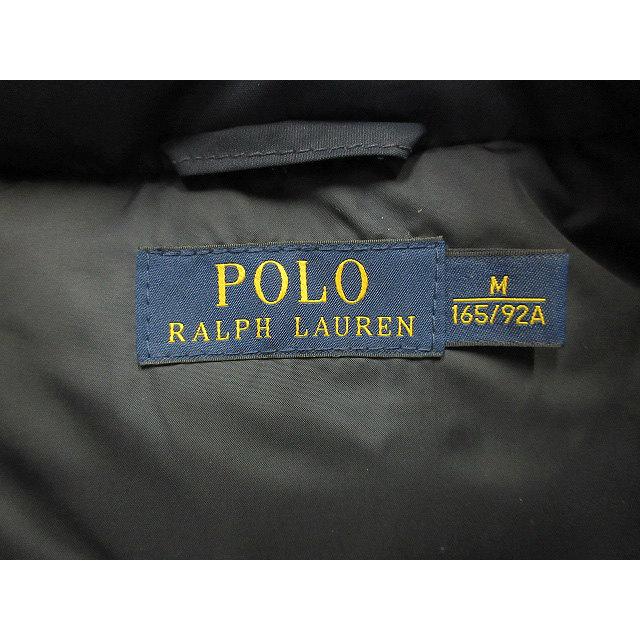 POLO
RALPH LAUREN
M
165/92A